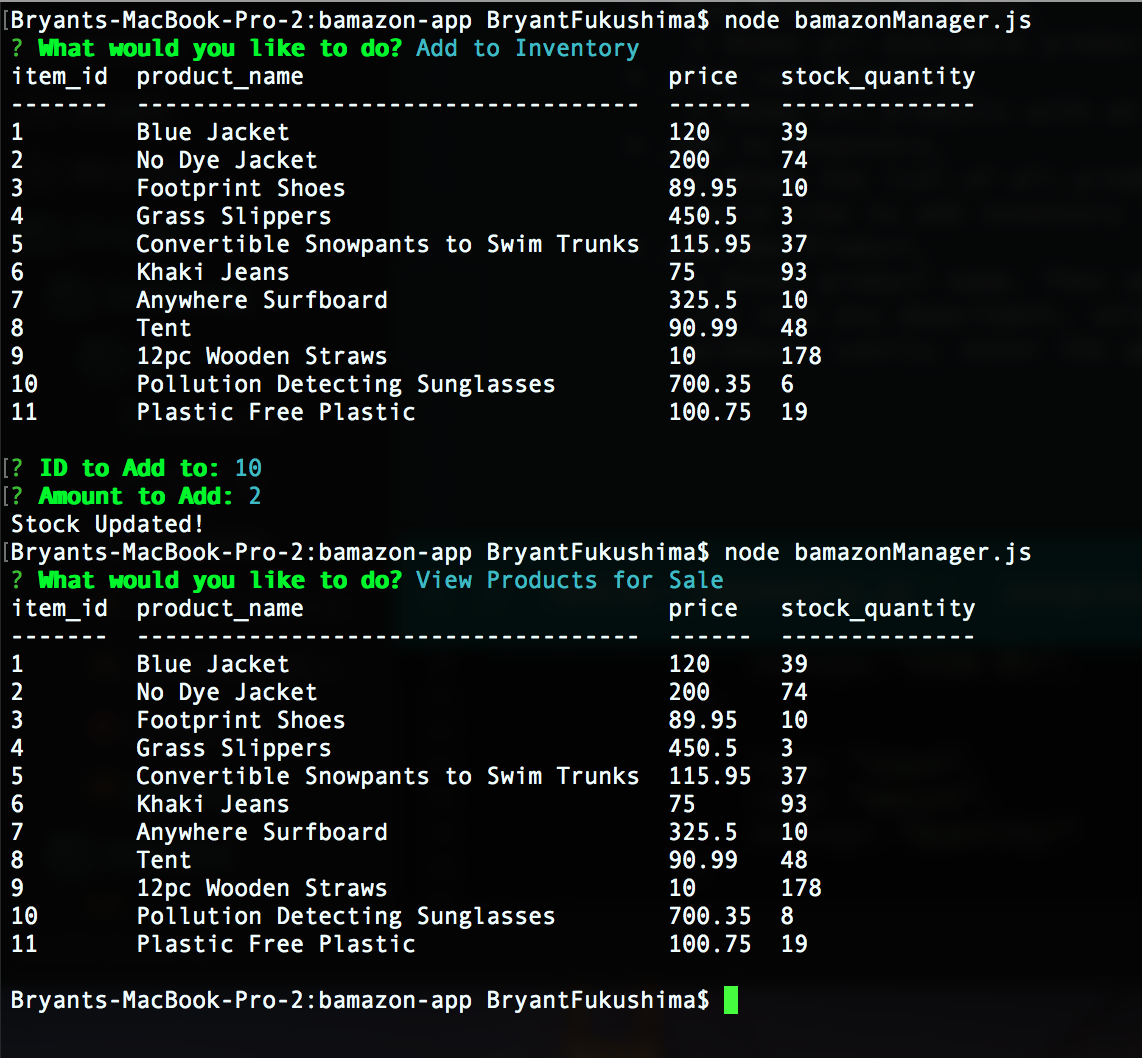 [Bryants-MacBook-Pro-2:bamazon-app BryantFukushima$ node bamazonManager.js
? What would you like to do? Add to Inventory
item_id  product_name                          price   stock_quantity
-------  ------------------------------------  ------  --------------
1        Blue Jacket                           120     39
2        No Dye Jacket                         200     74
3        Footprint Shoes                       89.95   10
4        Grass Slippers                        450.5   3
5        Convertible Snowpants to Swim Trunks  115.95  37
6        Khaki Jeans                           75      93
7        Anywhere Surfboard                    325.5   10
8        Tent                                  90.99   48
9        12pc Wooden Straws                    10      178
10       Pollution Detecting Sunglasses        700.35  6
11       Plastic Free Plastic                  100.75  19
[? ID to Add to: 10
[? Amount to Add: 2
Stock Updated!
[Bryants-MacBook-Pro-2:bamazon-app BryantFukushima$ node bamazonManager.js
? What would you like to do? View Products for Sale
item_id  product_name                          price   stock_quantity
-------  ------------------------------------  ------  --------------
1        Blue Jacket                           120     39
2        No Dye Jacket                         200     74
3        Footprint Shoes                       89.95   10
4        Grass Slippers                        450.5   3
5        Convertible Snowpants to Swim Trunks  115.95  37
6        Khaki Jeans                           75      93
7        Anywhere Surfboard                    325.5   10
8        Tent                                  90.99   48
9        12pc Wooden Straws                    10      178
10       Pollution Detecting Sunglasses        700.35  8
11       Plastic Free Plastic                  100.75  19
Bryants-MacBook-Pro-2:bamazon-app BryantFukushima$